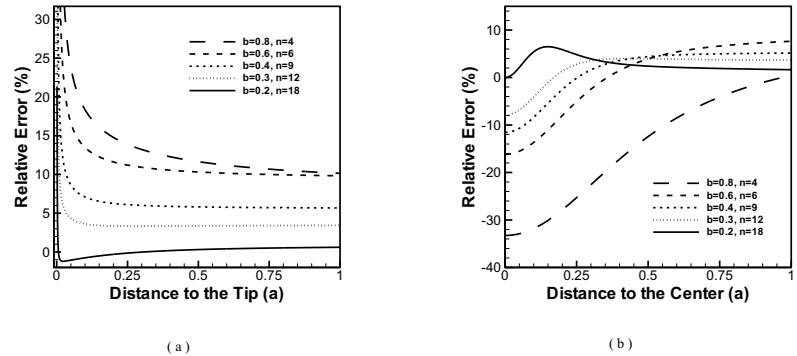 Relative Error (%)
30
25
20
15
10
5
0
b=0.8, n=4
b=0.6, n=6
b=0.4, n=9
b=0.3, n=12
b=0.2, n=18
0 0.25 0.5 0.75 1
Distance to the Tip (a)
( a )
Relative Error (%)
10
0
-10
-20
-30
-40
b=0.8, n=4
b=0.6, n=6
b=0.4, n=9
b=0.3, n=12
b=0.2, n=18
0 0.25 0.5 0.75 1
Distance to the Center (a)
( b )